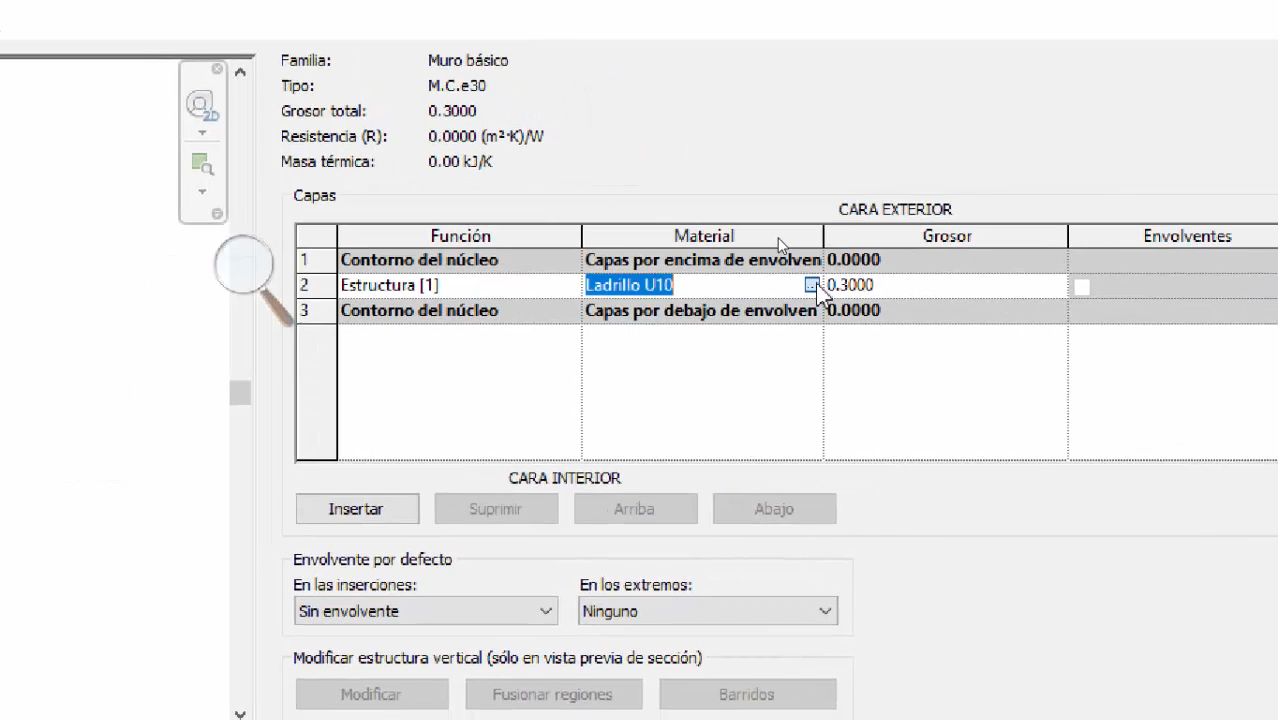 Familia: Muro básico
Tipo: M.C.e30
Grosor total: 0.3000
Resistencia (R): 0.0000 (m²·K)/W
Masa térmica: 0.00 kJ/K
2D
Capas
CARA EXTERIOR
Función Material Grosor Envolventes
1 Contorno del núcleo Capas por encima de envolven 0.0000
2 Estructura [1] Ladrillo U10 ... 0.3000
3 Contorno del núcleo Capas por debajo de envolven 0.0000
CARA INTERIOR
Insertar Suprimir Arriba Abajo
Envolvente por defecto
En las inserciones: En los extremos:
Sin envolvente Ninguno
Modificar estructura vertical (sólo en vista previa de sección)
Modificar Fusionar regiones Barridos